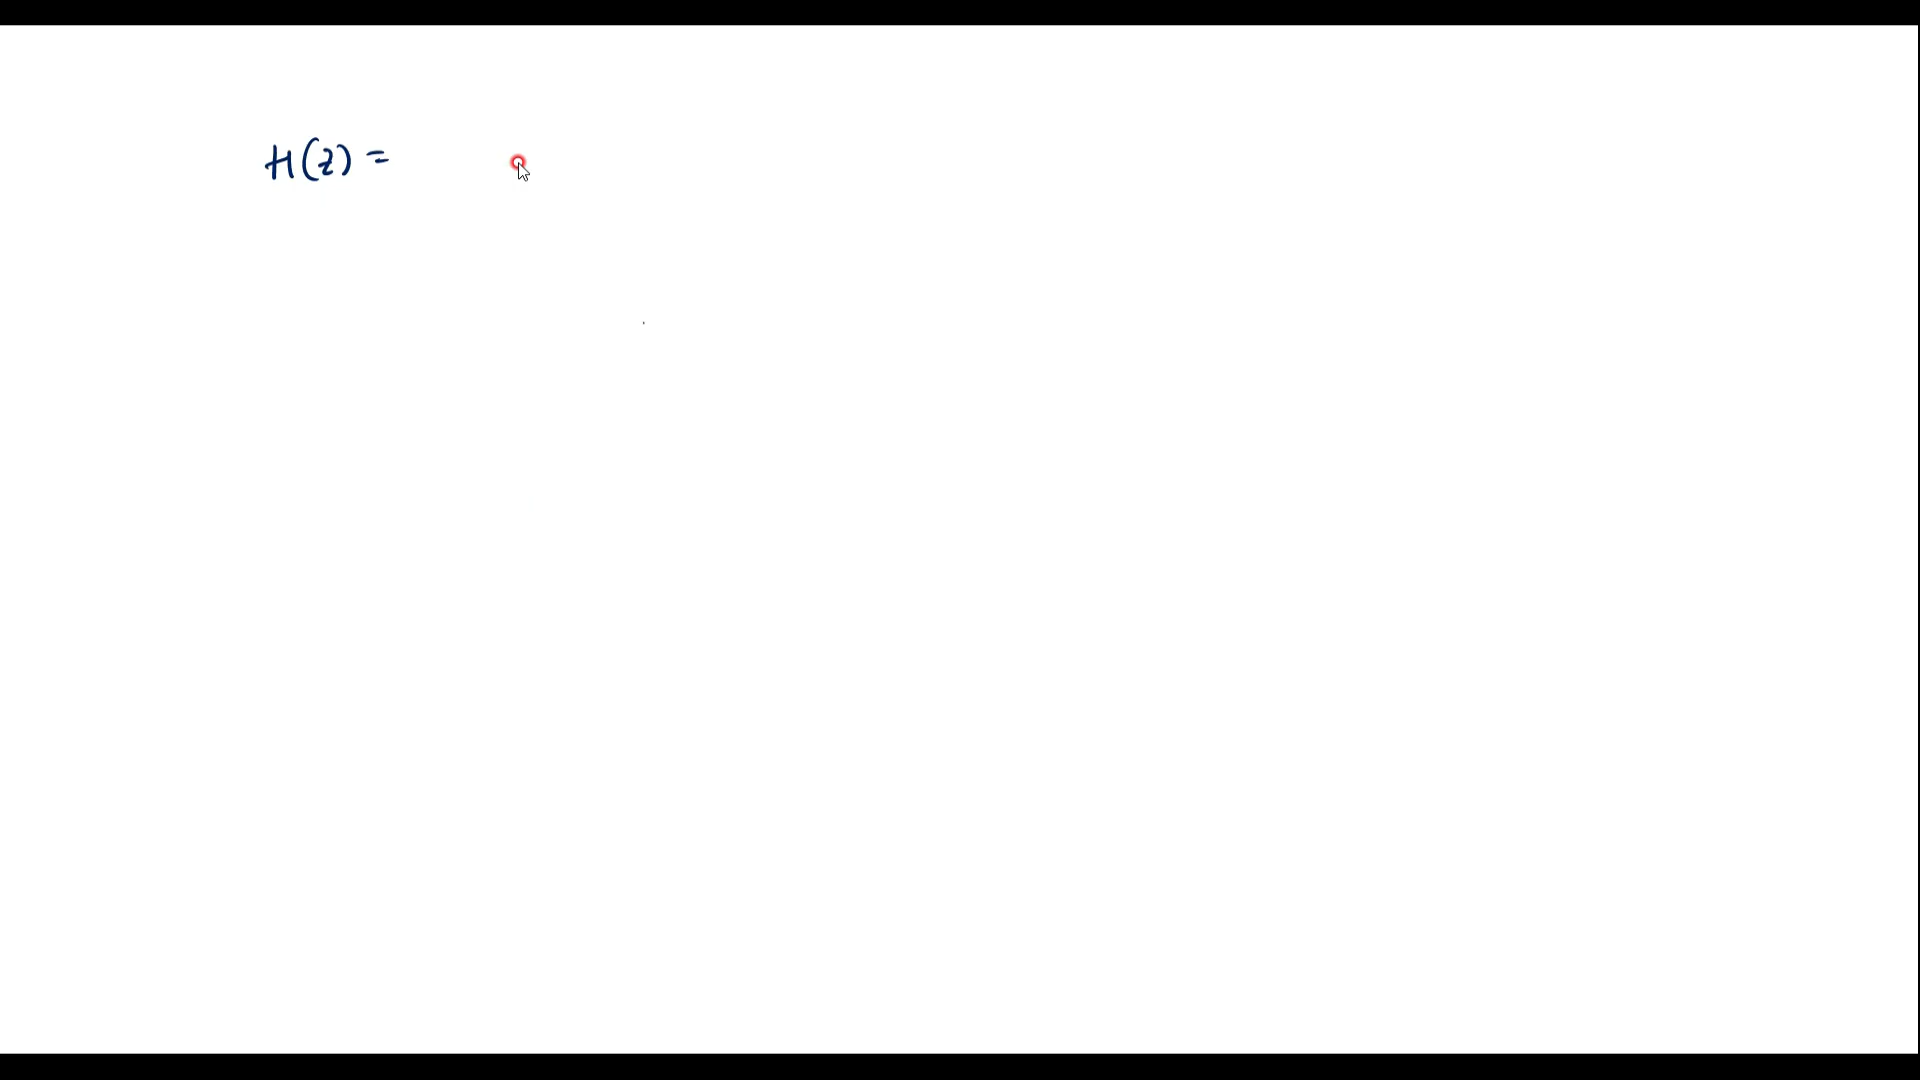 H(z) =